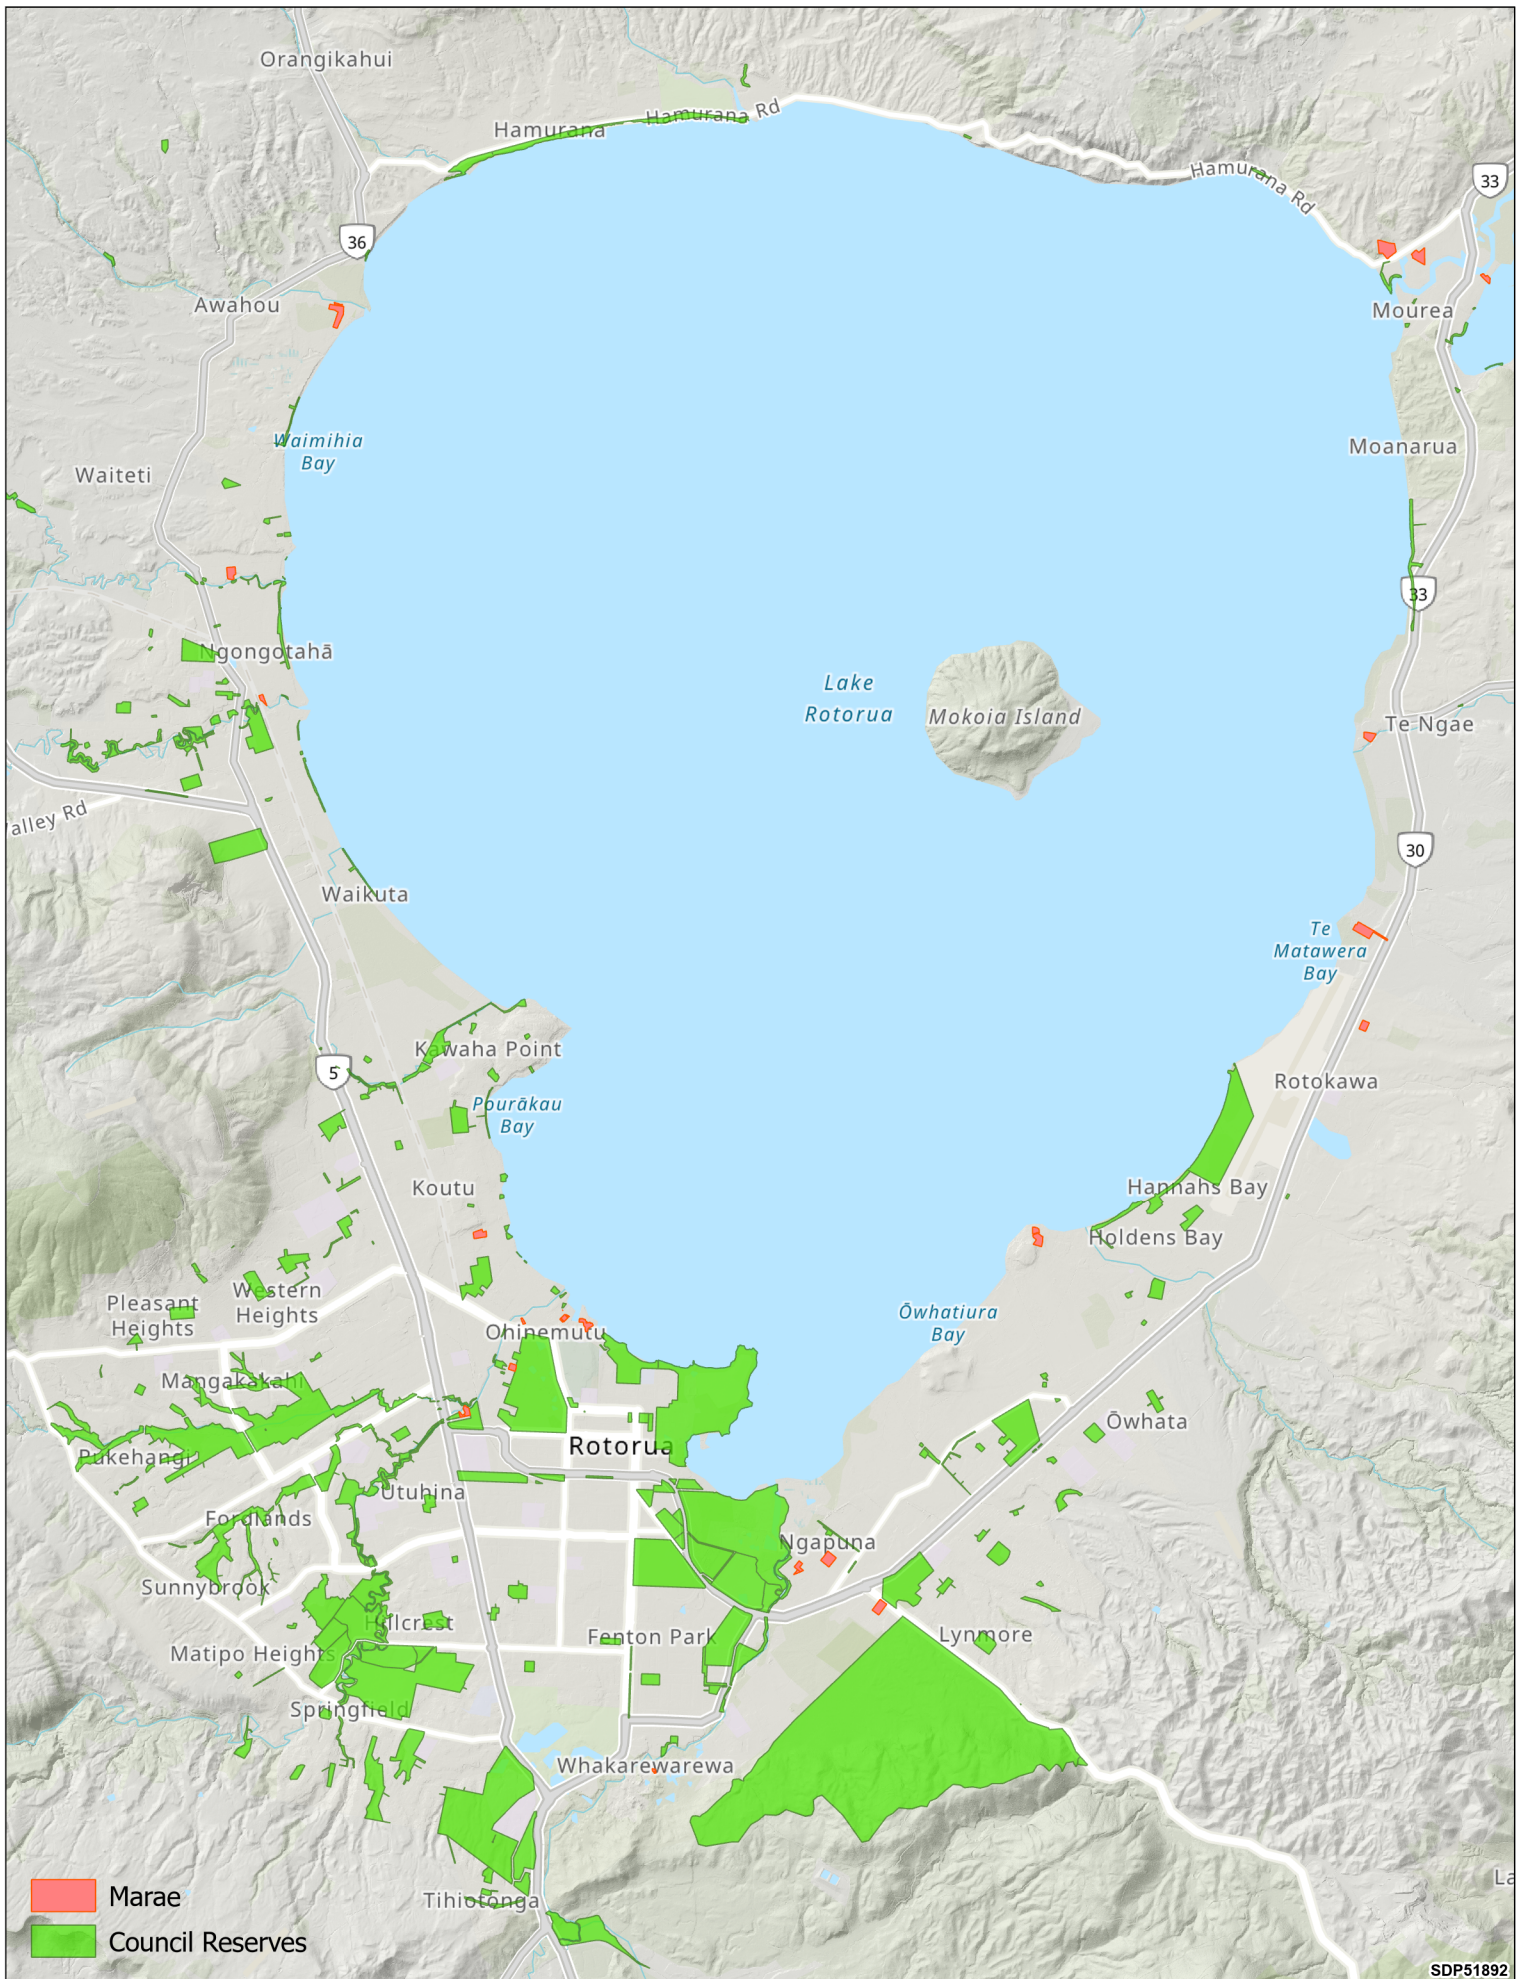 Orangikahui
Hamurana Rd
Hamurana
Hamurana Rd
33
36
Awahou
Mourea
Waimihia
Bay
Moanarua
Waiteti
33
Ngongotahā
Lake
Rotorua
Mokoia Island
Te Ngae
alley Rd
30
Waikuta
Te
Matawera
Bay
Kawaha Point
5
Rotokawa
Pourākau
Bay
Koutu
Hannahs Bay
Holdens Bay
Western
Heights
Pleasant
Heights
Ōwhatiura
Bay
Ohinemutu
Mangakakahi
Ōwhata
Rotorua
Pukehangi
Utuhina
Fordlands
Ngapuna
Sunnybrook
Hillcrest
Fenton Park
Lynmore
Matipo Heights
Springfield
Whakarewarewa
La
Marae
Tihiotonga
Council Reserves
SDP51892